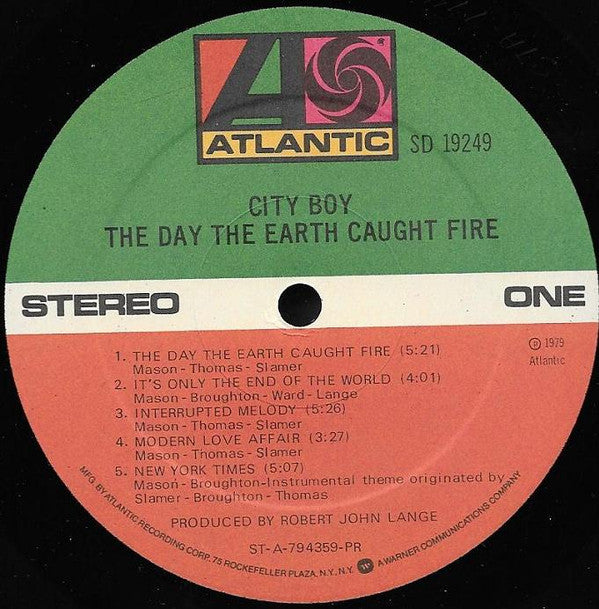 ATLANTIC
SD 19249
CITY BOY
THE DAY THE EARTH CAUGHT FIRE
STEREO
ONE
℗ 1979
Atlantic
1. THE DAY THE EARTH CAUGHT FIRE (5:21)
Mason - Thomas - Slamer
2. IT'S ONLY THE END OF THE WORLD (4:01)
Mason - Broughton - Ward - Lange
3. INTERRUPTED MELODY (5:26)
Mason - Thomas - Slamer
4. MODERN LOVE AFFAIR (3:27)
Mason - Thomas - Slamer
5. NEW YORK TIMES (5:07)
Mason - Broughton-Instrumental theme originated by
Slamer - Broughton - Thomas
PRODUCED BY ROBERT JOHN LANGE
ST-A-794359-PR
MFG. BY ATLANTIC RECORDING CORP. 75 ROCKEFELLER PLAZA, N.Y., N.Y. A WARNER COMMUNICATIONS COMPANY